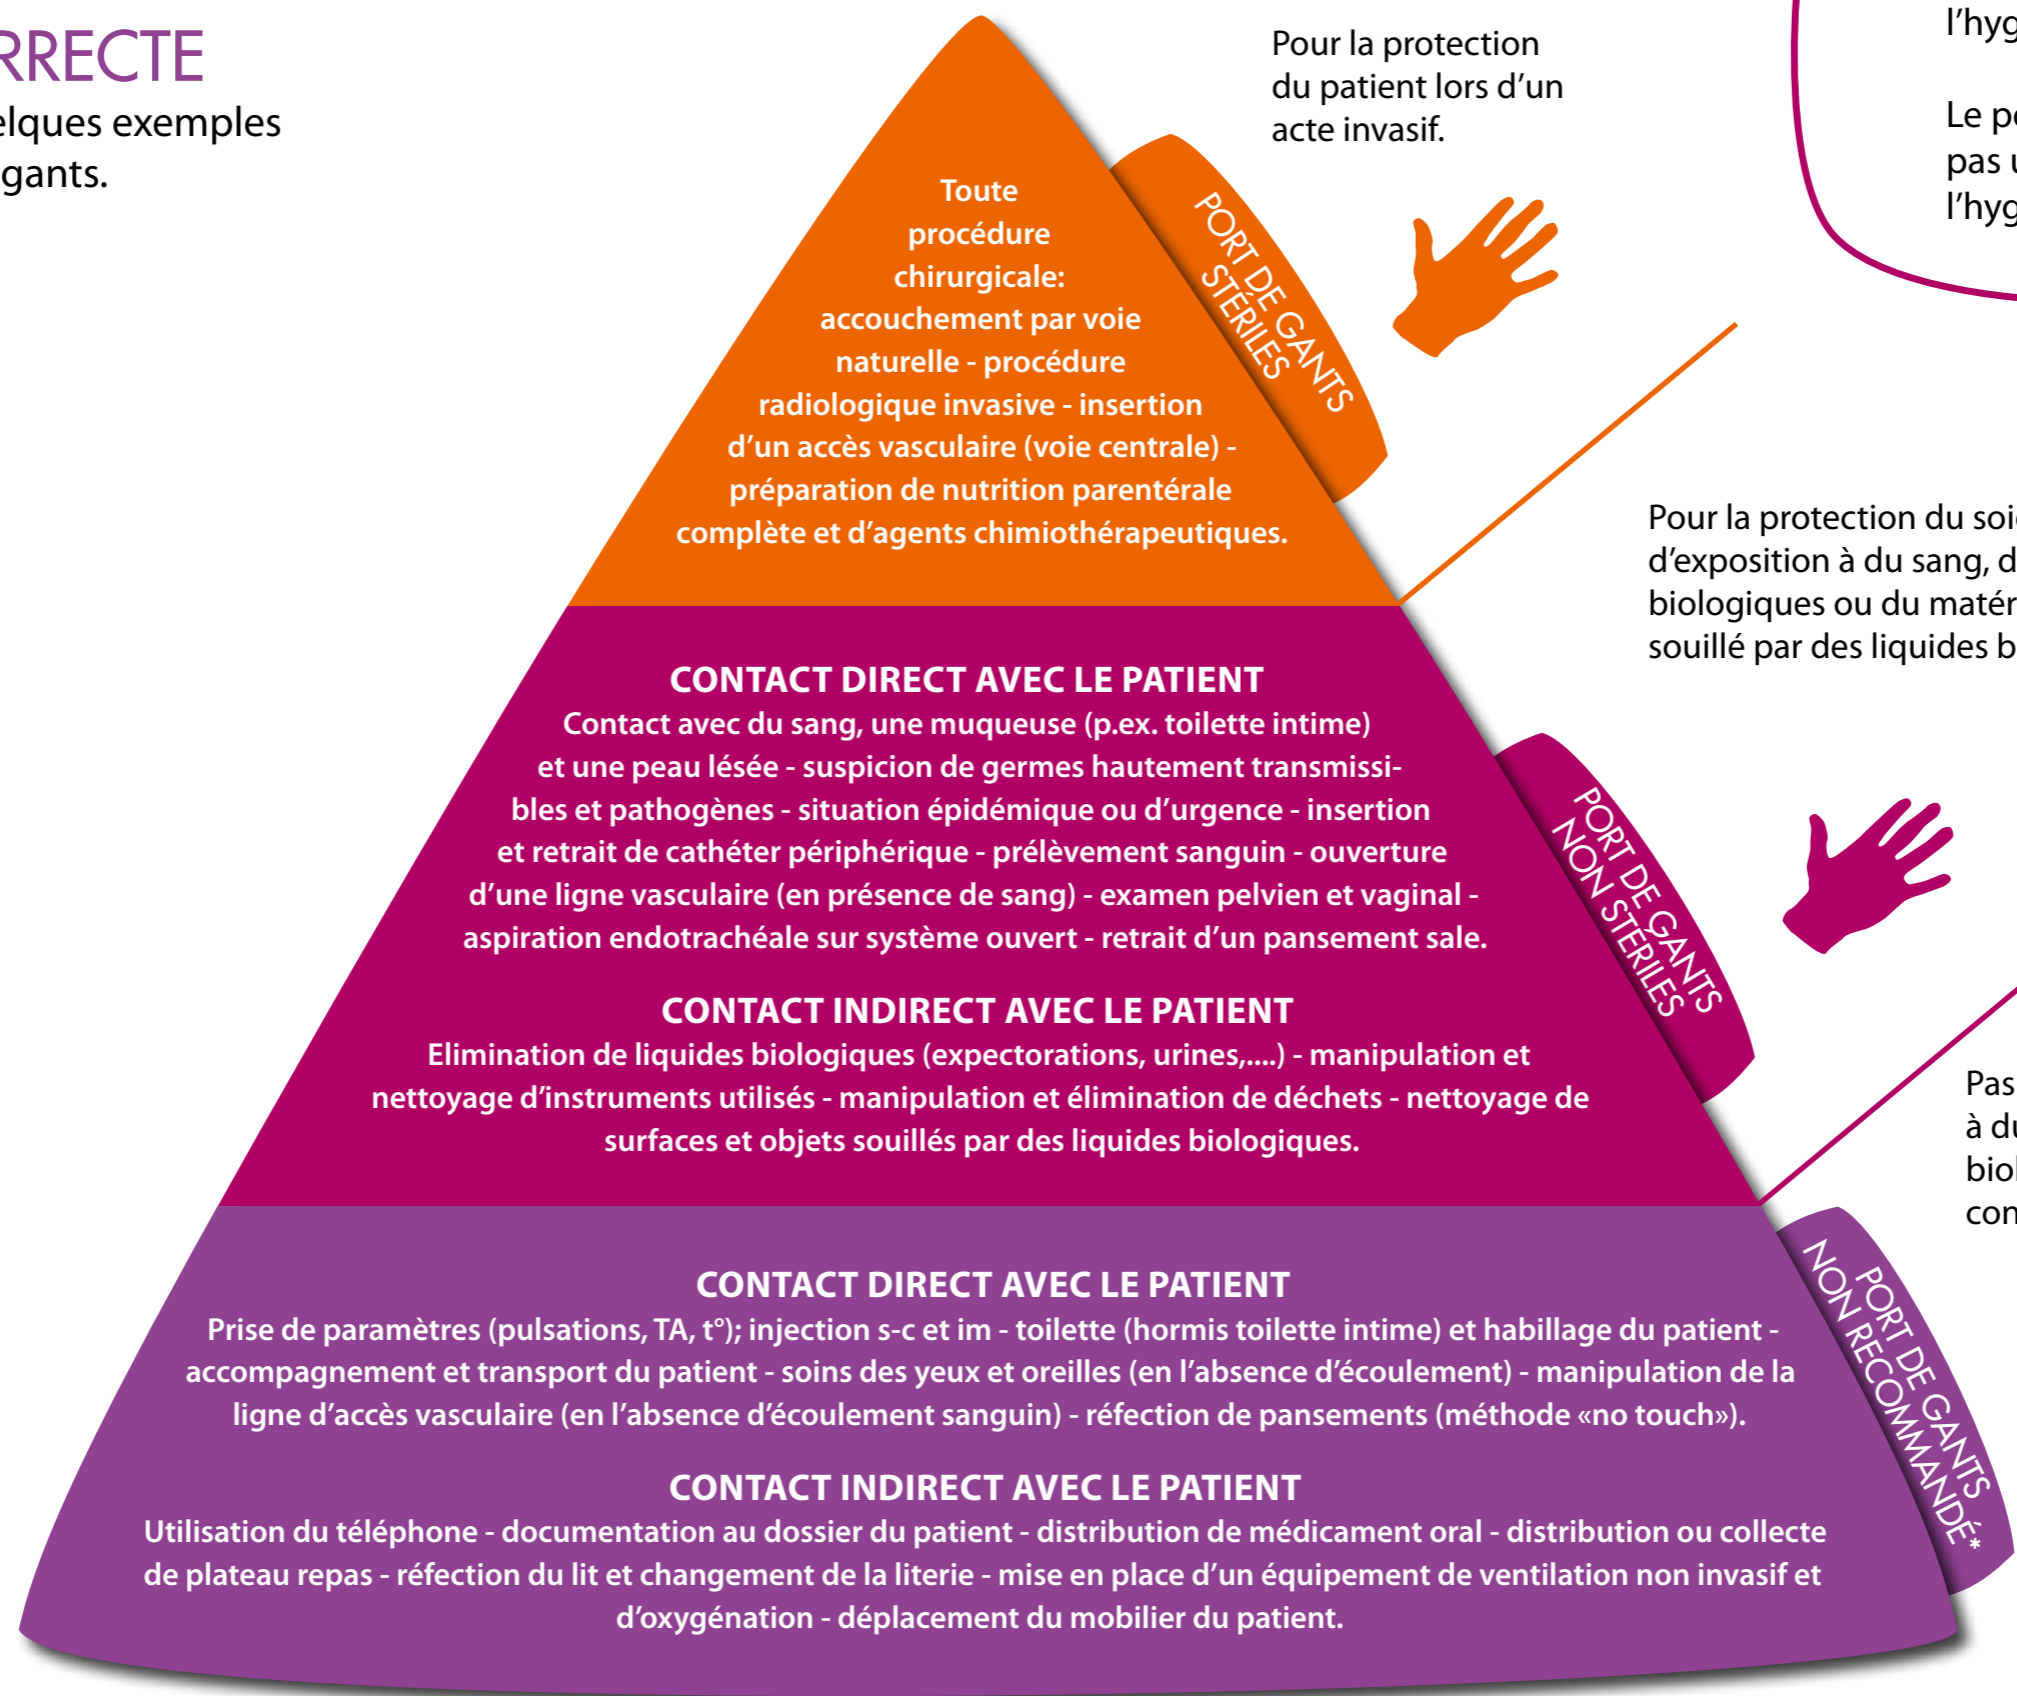 RRECTE
elques exemples
gants.
Pour la protection
du patient lors d’un
acte invasif.
l’hyg
Le po
pas u
l’hyg
Toute
procédure
chirurgicale:
accouchement par voie
naturelle - procédure
radiologique invasive - insertion
d’un accès vasculaire (voie centrale) -
préparation de nutrition parentérale
complète et d’agents chimiothérapeutiques.
PORT DE GANTS
STÉRILES
Pour la protection du soi
d’exposition à du sang, d
biologiques ou du matér
souillé par des liquides b
CONTACT DIRECT AVEC LE PATIENT
Contact avec du sang, une muqueuse (p.ex. toilette intime)
et une peau lésée - suspicion de germes hautement transmissi-
bles et pathogènes - situation épidémique ou d’urgence - insertion
et retrait de cathéter périphérique - prélèvement sanguin - ouverture
d’une ligne vasculaire (en présence de sang) - examen pelvien et vaginal -
aspiration endotrachéale sur système ouvert - retrait d’un pansement sale.
CONTACT INDIRECT AVEC LE PATIENT
Elimination de liquides biologiques (expectorations, urines,....) - manipulation et
nettoyage d’instruments utilisés - manipulation et élimination de déchets - nettoyage de
surfaces et objets souillés par des liquides biologiques.
PORT DE GANTS
NON STÉRILES
Pas
à du
biol
con
CONTACT DIRECT AVEC LE PATIENT
Prise de paramètres (pulsations, TA, t°); injection s-c et im - toilette (hormis toilette intime) et habillage du patient -
accompagnement et transport du patient - soins des yeux et oreilles (en l’absence d’écoulement) - manipulation de la
ligne d’accès vasculaire (en l’absence d’écoulement sanguin) - réfection de pansements (méthode «no touch»).
CONTACT INDIRECT AVEC LE PATIENT
Utilisation du téléphone - documentation au dossier du patient - distribution de médicament oral - distribution ou collecte
de plateau repas - réfection du lit et changement de la literie - mise en place d’un équipement de ventilation non invasif et
d’oxygénation - déplacement du mobilier du patient.
PORT DE GANTS
NON RECOMMANDÉ*